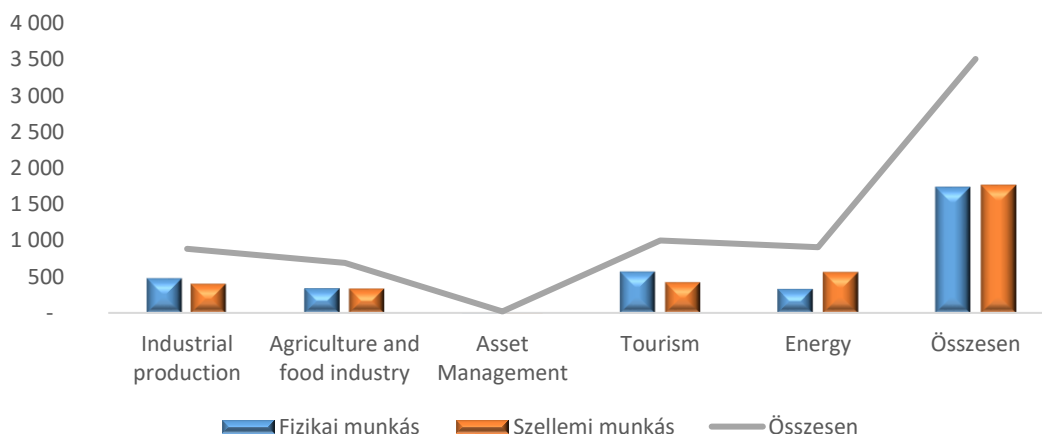 4 000
3 500
3 000
2 500
2 000
1 500
1 000
500
-
Industrial production
Agriculture and food industry
Asset Management
Tourism
Energy
Összesen
Fizikai munkás
Szellemi munkás
Összesen